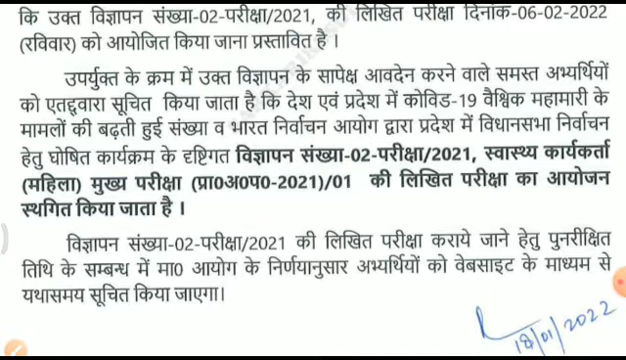 कि उक्त विज्ञापन संख्या-02-परीक्षा/2021, की लिखित परीक्षा दिनांक-06-02-2022
(रविवार) को आयोजित किया जाना प्रस्तावित है ।
उपर्युक्त के क्रम में उक्त विज्ञापन के सापेक्ष आवदेन करने वाले समस्त अभ्यर्थियों
को एतद्द्वारा सूचित किया जाता है कि देश एवं प्रदेश में कोविड-19 वैश्विक महामारी के
मामलों की बढ़ती हुई संख्या व भारत निर्वाचन आयोग द्वारा प्रदेश में विधानसभा निर्वाचन
हेतु घोषित कार्यक्रम के दृष्टिगत विज्ञापन संख्या-02-परीक्षा/2021, स्वास्थ्य कार्यकर्ता
(महिला) मुख्य परीक्षा (प्रा0अ0प0-2021)/01 की लिखित परीक्षा का आयोजन
स्थगित किया जाता है ।
विज्ञापन संख्या-02-परीक्षा/2021 की लिखित परीक्षा कराये जाने हेतु पुनरीक्षित
तिथि के सम्बन्ध में मा0 आयोग के निर्णयानुसार अभ्यर्थियों को वेबसाइट के माध्यम से
यथासमय सूचित किया जाएगा।
18/01/2022